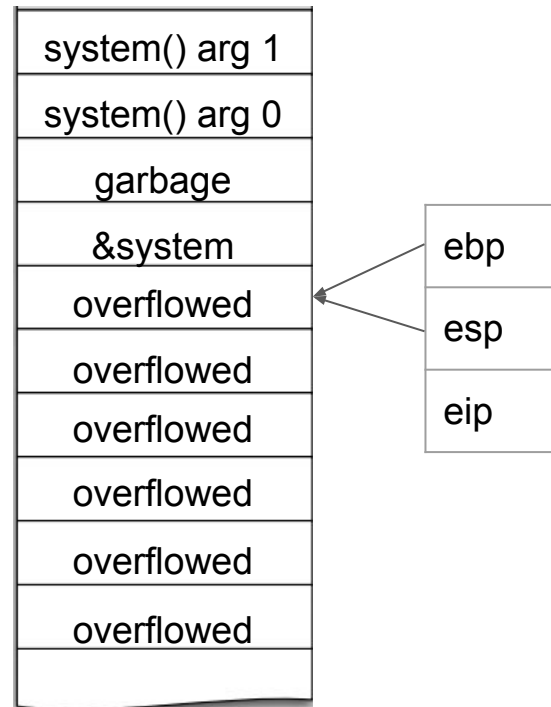 system() arg 1
system() arg 0
garbage
&system
overflowed
overflowed
overflowed
overflowed
overflowed
overflowed
ebp
esp
eip